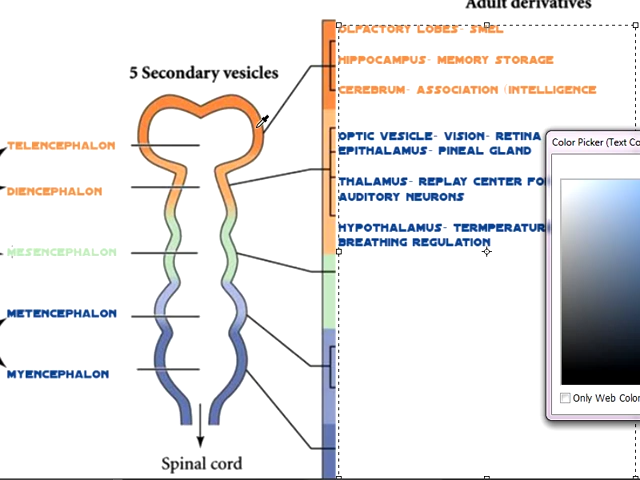 Adult derivatives
OLFACTORY LOBES- SMEL
HIPPOCAMPUS- MEMORY STORAGE
5 Secondary vesicles
CEREBRUM- ASSOCIATION (INTELLIGENCE
OPTIC VESICLE- VISION- RETINA
EPITHALAMUS- PINEAL GLAND
Color Picker (Text Co
TELENCEPHALON
THALAMUS- REPLAY CENTER FO
AUDITORY NEURONS
DIENCEPHALON
HYPOTHALAMUS- TERMPERATUR
BREATHING REGULATION
MESENCEPHALON
METENCEPHALON
MYENCEPHALON
Only Web Color
Spinal cord